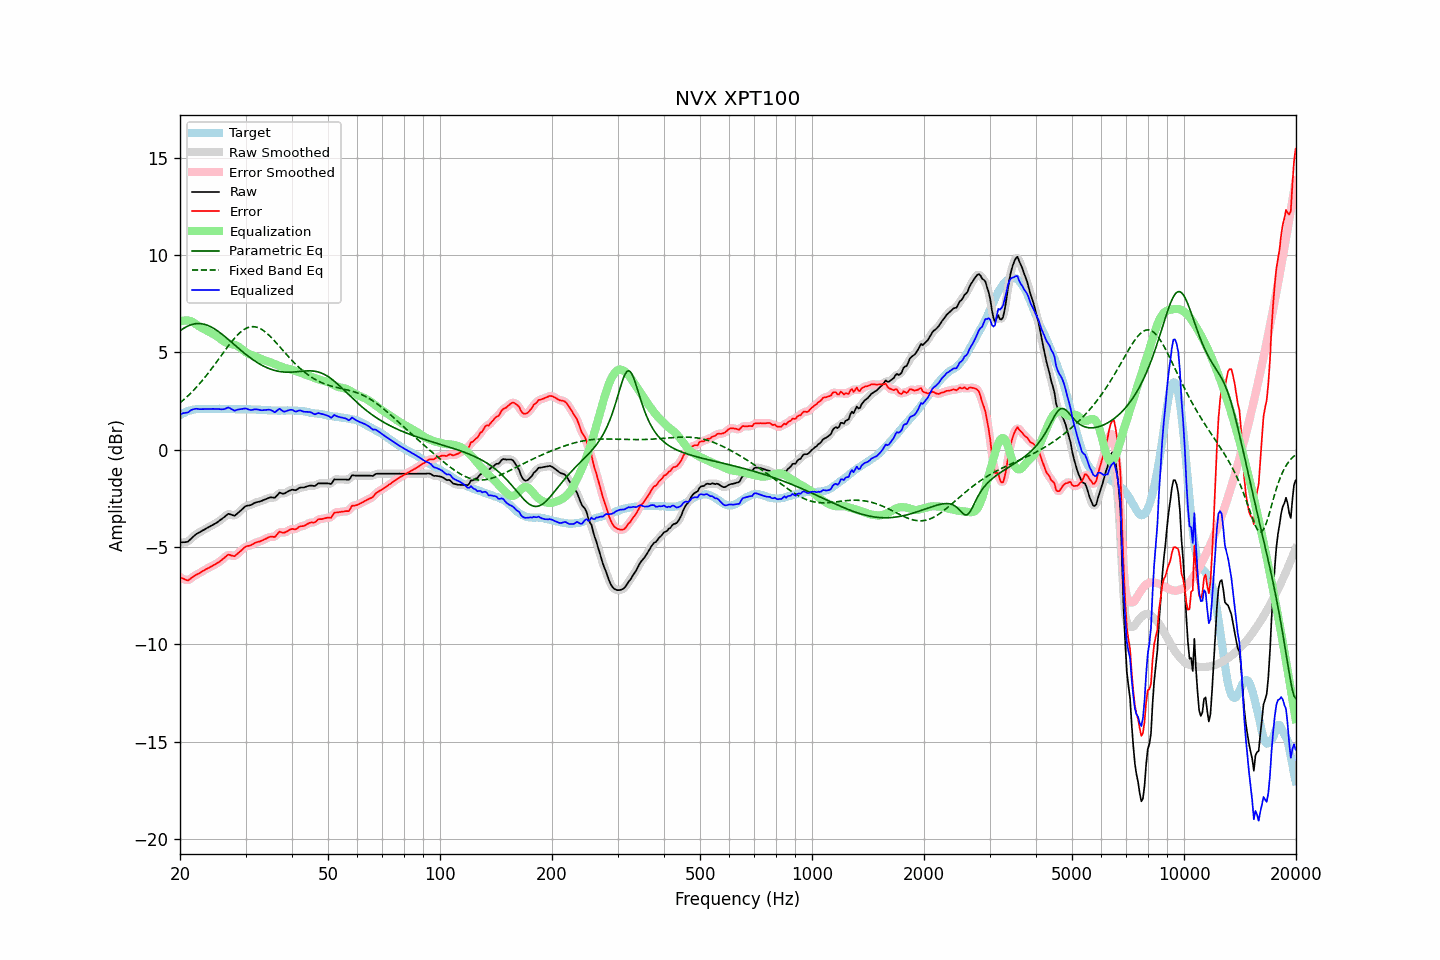 NVX XPT100
Target
Raw Smoothed
Error Smoothed
Raw
Error
Equalization
Parametric Eq
Fixed Band Eq
Equalized
15
10
5
0
−5
−10
−15
−20
Amplitude (dBr)
20 50 100 200 500 1000 2000 5000 10000 20000
Frequency (Hz)